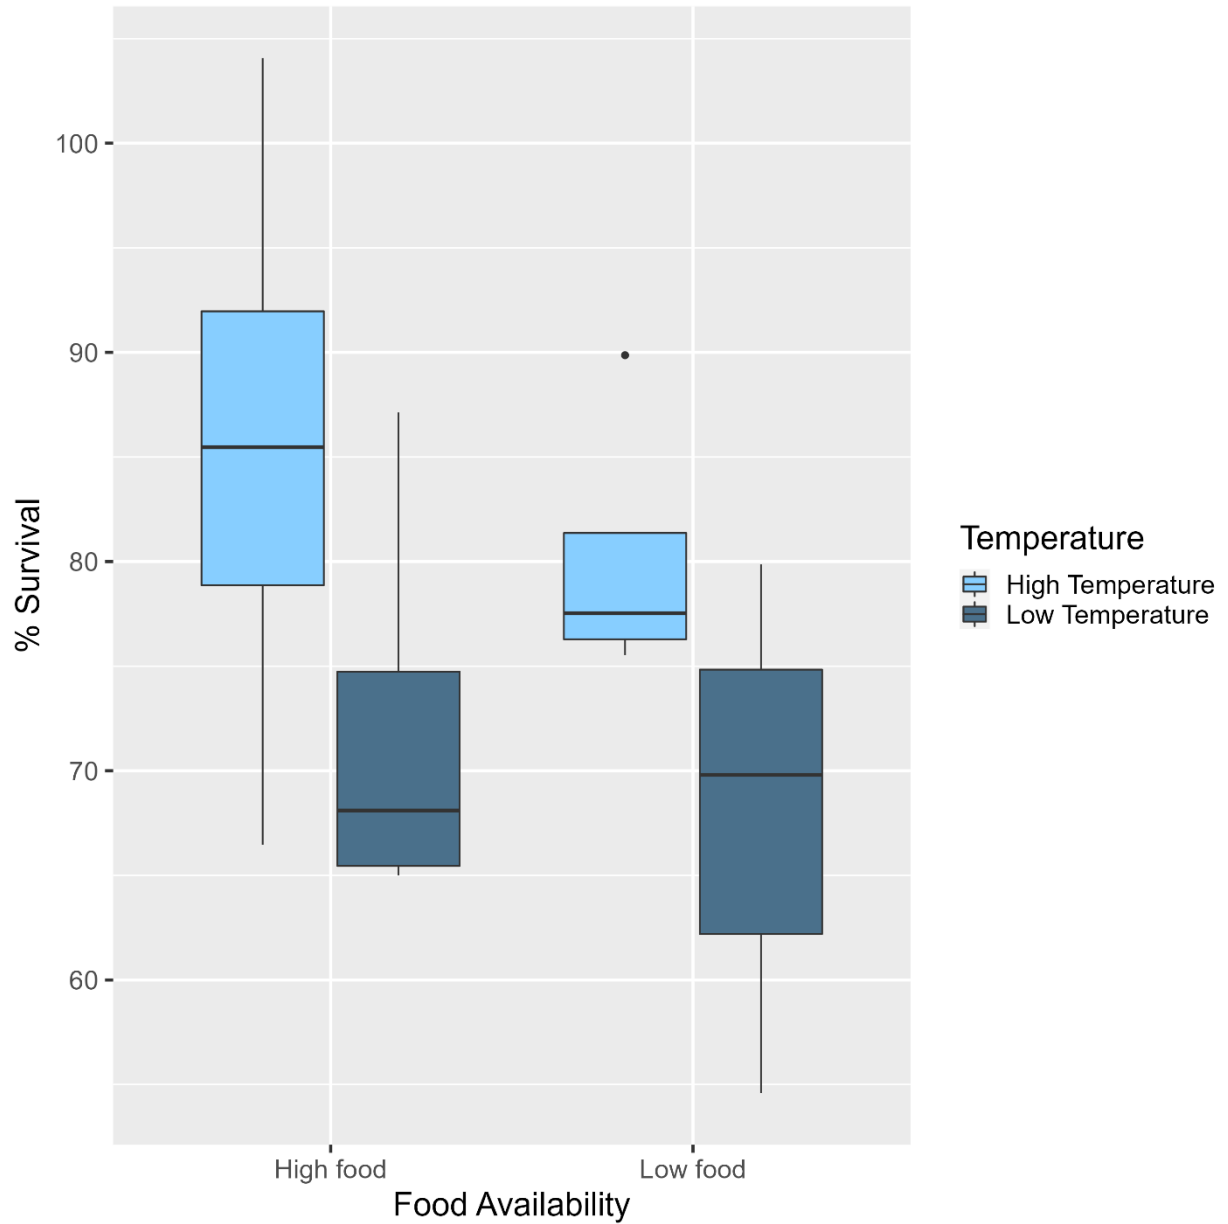 100
90
80
70
60
% Survival
High food
Low food
Food Availability
Temperature
High Temperature
Low Temperature